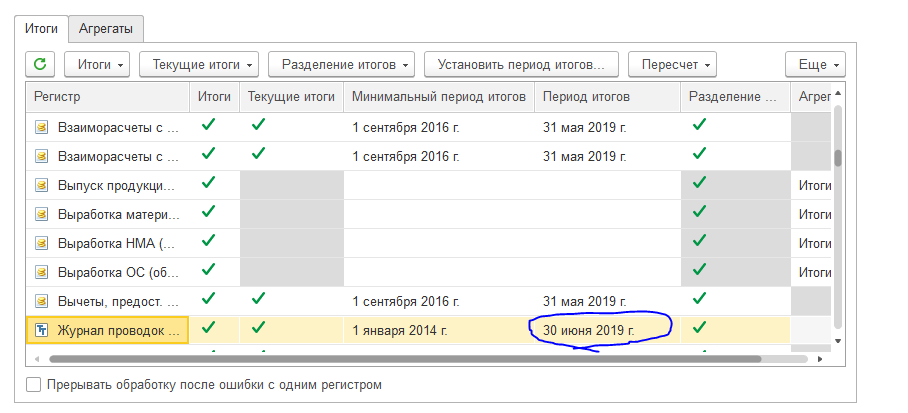 Итоги Агрегаты
Итоги Текущие итоги Разделение итогов Установить период итогов... Пересчет Еще
Регистр Итоги Текущие итоги Минимальный период итогов Период итогов Разделение ... Агрег
Взаиморасчеты с ... 1 сентября 2016 г. 31 мая 2019 г.
Взаиморасчеты с ... 1 сентября 2016 г. 31 мая 2019 г.
Выпуск продукци... Итоги
Выработка матери... Итоги
Выработка НМА (... Итоги
Выработка ОС (об... Итоги
Вычеты, предост. ... 1 сентября 2016 г. 31 мая 2019 г.
Журнал проводок ... 1 января 2014 г. 30 июня 2019 г.
Прерывать обработку после ошибки с одним регистром